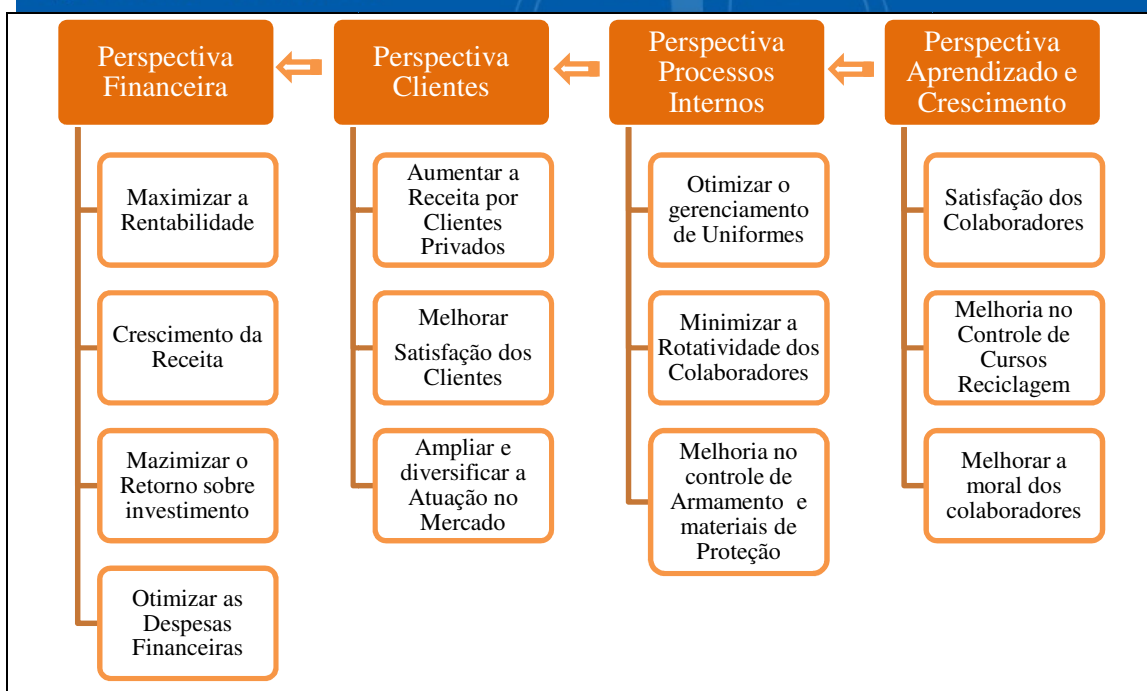 Perspectiva
Financeira
Maximizar a
Rentabilidade
Crescimento da
Receita
Mazimizar o
Retorno sobre
investimento
Otimizar as
Despesas
Financeiras
Perspectiva
Clientes
Aumentar a
Receita por
Clientes
Privados
Melhorar
Satisfação dos
Clientes
Ampliar e
diversificar a
Atuação no
Mercado
Perspectiva
Processos
Internos
Otimizar o
gerenciamento
de Uniformes
Minimizar a
Rotatividade dos
Colaboradores
Melhoria no
controle de
Armamento e
materiais de
Proteção
Perspectiva
Aprendizado e
Crescimento
Satisfação dos
Colaboradores
Melhoria no
Controle de
Cursos
Reciclagem
Melhorar a
moral dos
colaboradores